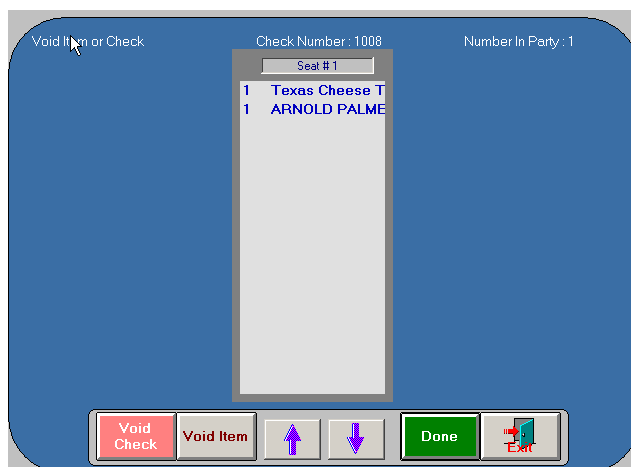 Void Item or Check Check Number : 1008 Number In Party : 1
Seat # 1
1 Texas Cheese T
1 ARNOLD PALME
Void Check
Void Item
Done
Exit